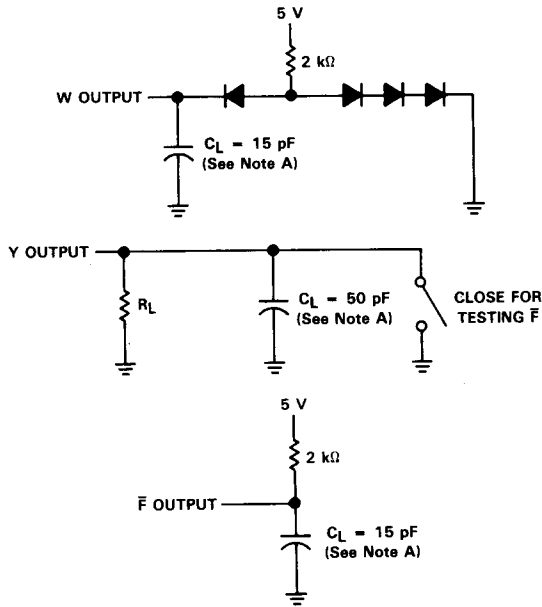 5 V
2 kΩ
W OUTPUT
C_L = 15 pF
(See Note A)
Y OUTPUT
R_L
C_L = 50 pF
(See Note A)
CLOSE FOR
TESTING F̅
5 V
2 kΩ
F̅ OUTPUT
C_L = 15 pF
(See Note A)